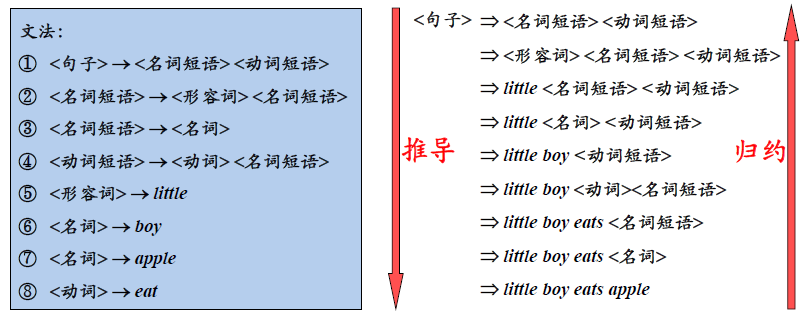 文法:
① <句子> → <名词短语> <动词短语>
② <名词短语> → <形容词> <名词短语>
③ <名词短语> → <名词>
④ <动词短语> → <动词> <名词短语>
⑤ <形容词> → little
⑥ <名词> → boy
⑦ <名词> → apple
⑧ <动词> → eat
推导
<句子> ⇒ <名词短语> <动词短语>
⇒ <形容词> <名词短语> <动词短语>
⇒ little <名词短语> <动词短语>
⇒ little <名词> <动词短语>
⇒ little boy <动词短语>
⇒ little boy <动词><名词短语>
⇒ little boy eats <名词短语>
⇒ little boy eats <名词>
⇒ little boy eats apple
归约